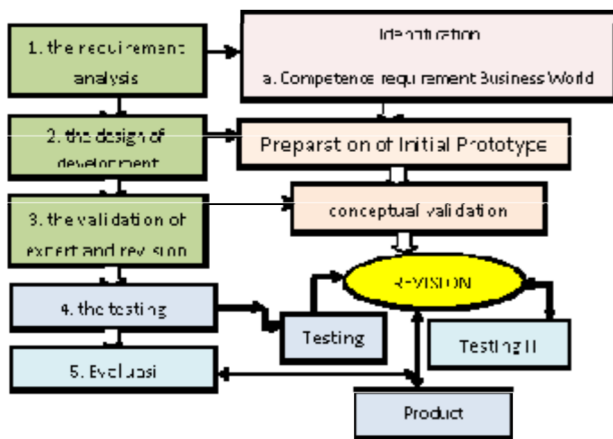 1. the requirement
analysis
Identification
a. Competence requirement Business World
2. the design of
development
Preparstion of Initial Prototype
3. the validation of
expert and revision
conceptual validation
REVISION
4. the testing
Testing
Testing II
5. Evaluasi
Product